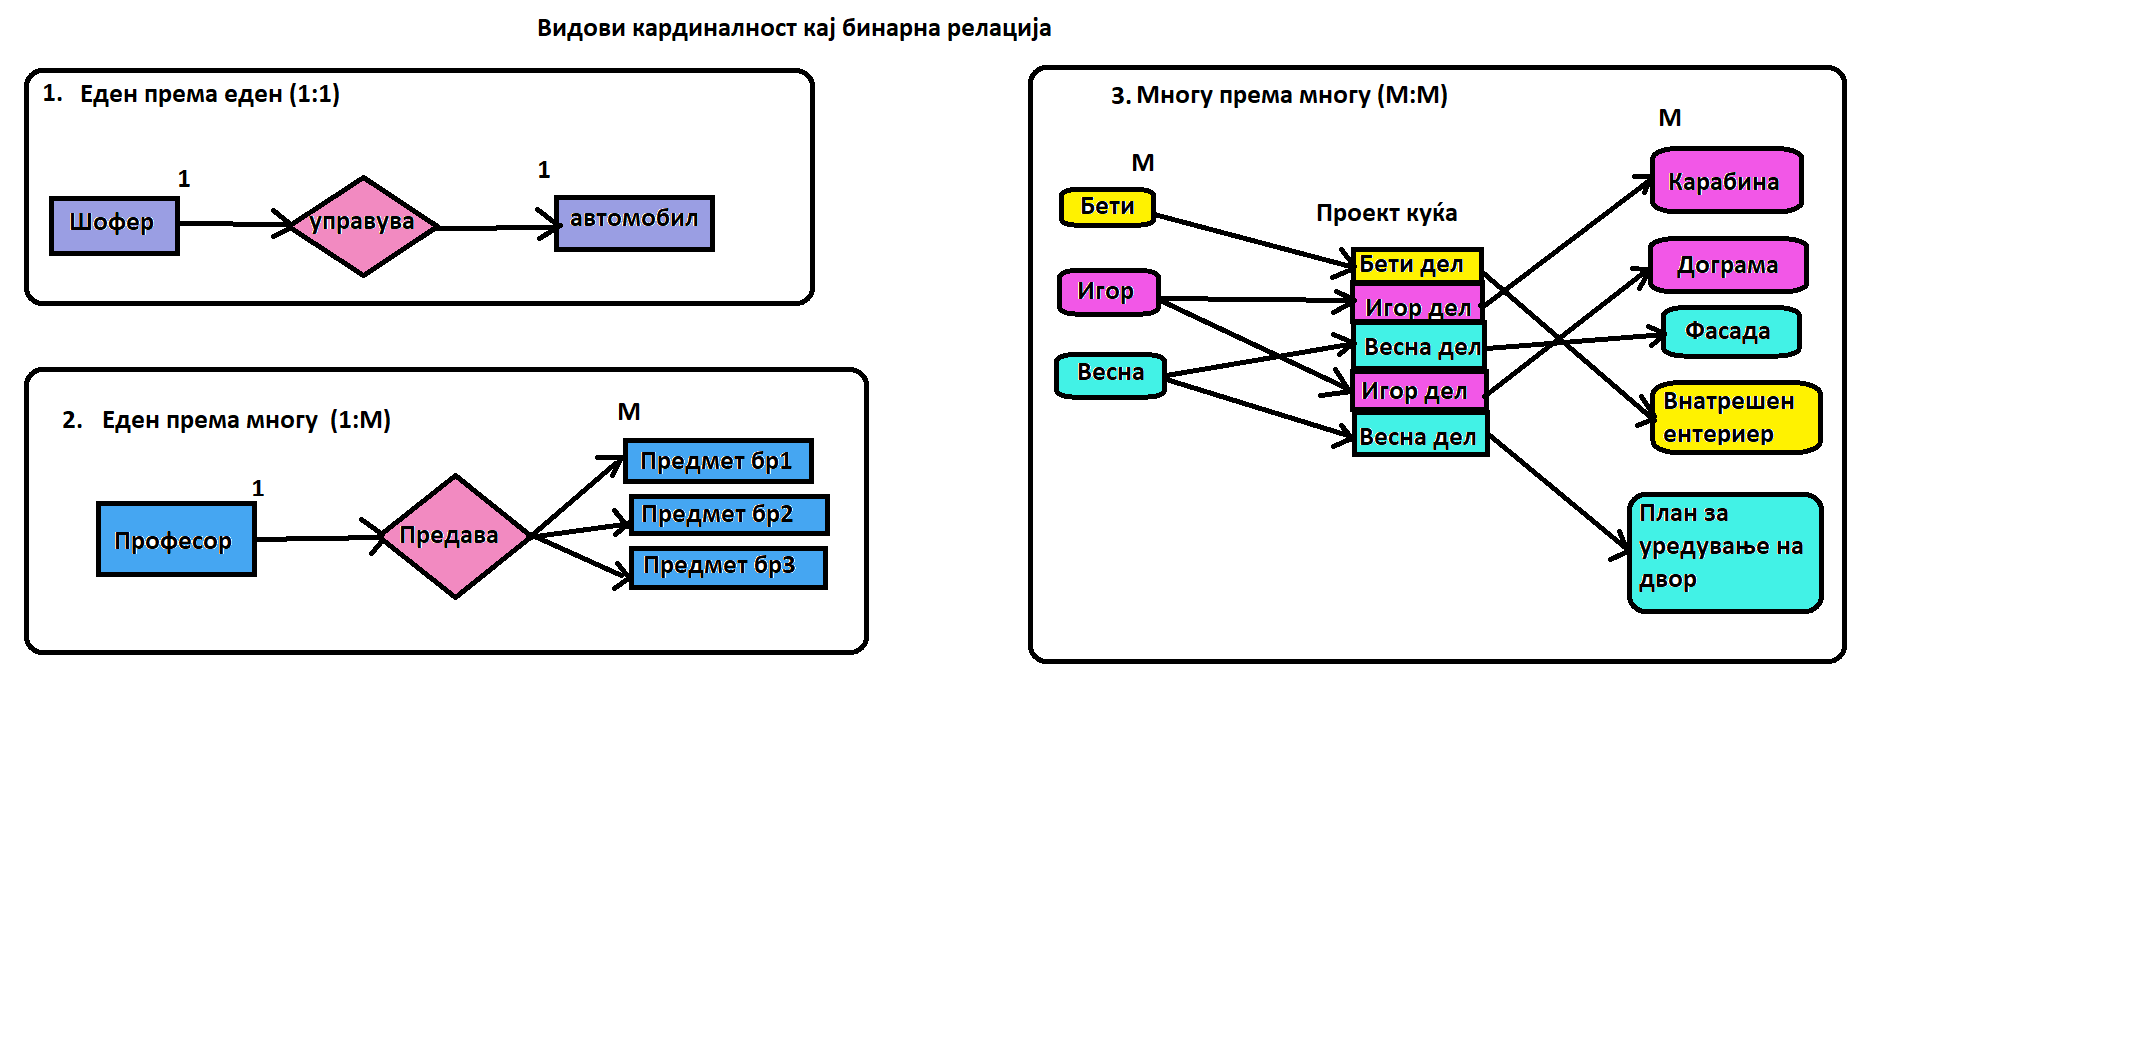 Видови кардиналност кај бинарна релација
1. Еден према еден (1:1)
1
1
Шофер
управува
автомобил
2. Еден према многу (1:М)
М
1
Професор
Предава
Предмет бр1
Предмет бр2
Предмет бр3
3. Многу према многу (М:М)
М
М
Бети
Игор
Весна
Проект куќа
Бети дел
Игор дел
Весна дел
Игор дел
Весна дел
Карабина
Дограма
Фасада
Внатрешен
ентериер
План за
уредување на
двор